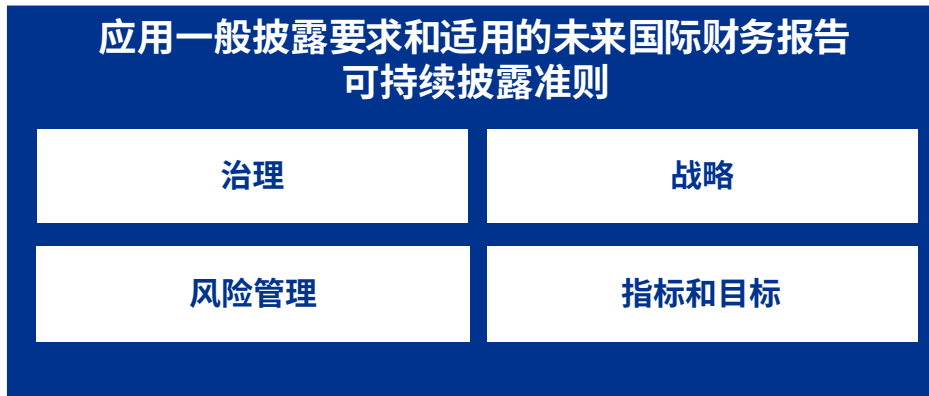 应用一般披露要求和适用的未来国际财务报告
可持续披露准则
治理
战略
风险管理
指标和目标